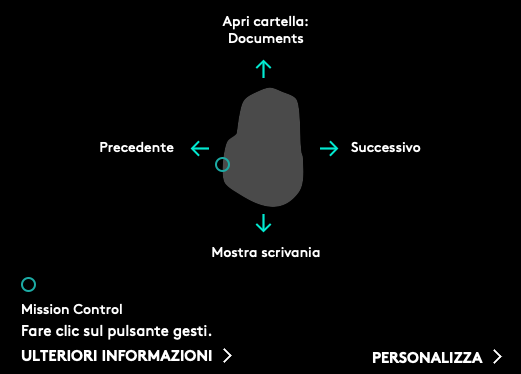 Apri cartella:
Documents
Precedente
Successivo
Mostra scrivania
Mission Control
Fare clic sul pulsante gesti.
ULTERIORI INFORMAZIONI
PERSONALIZZA